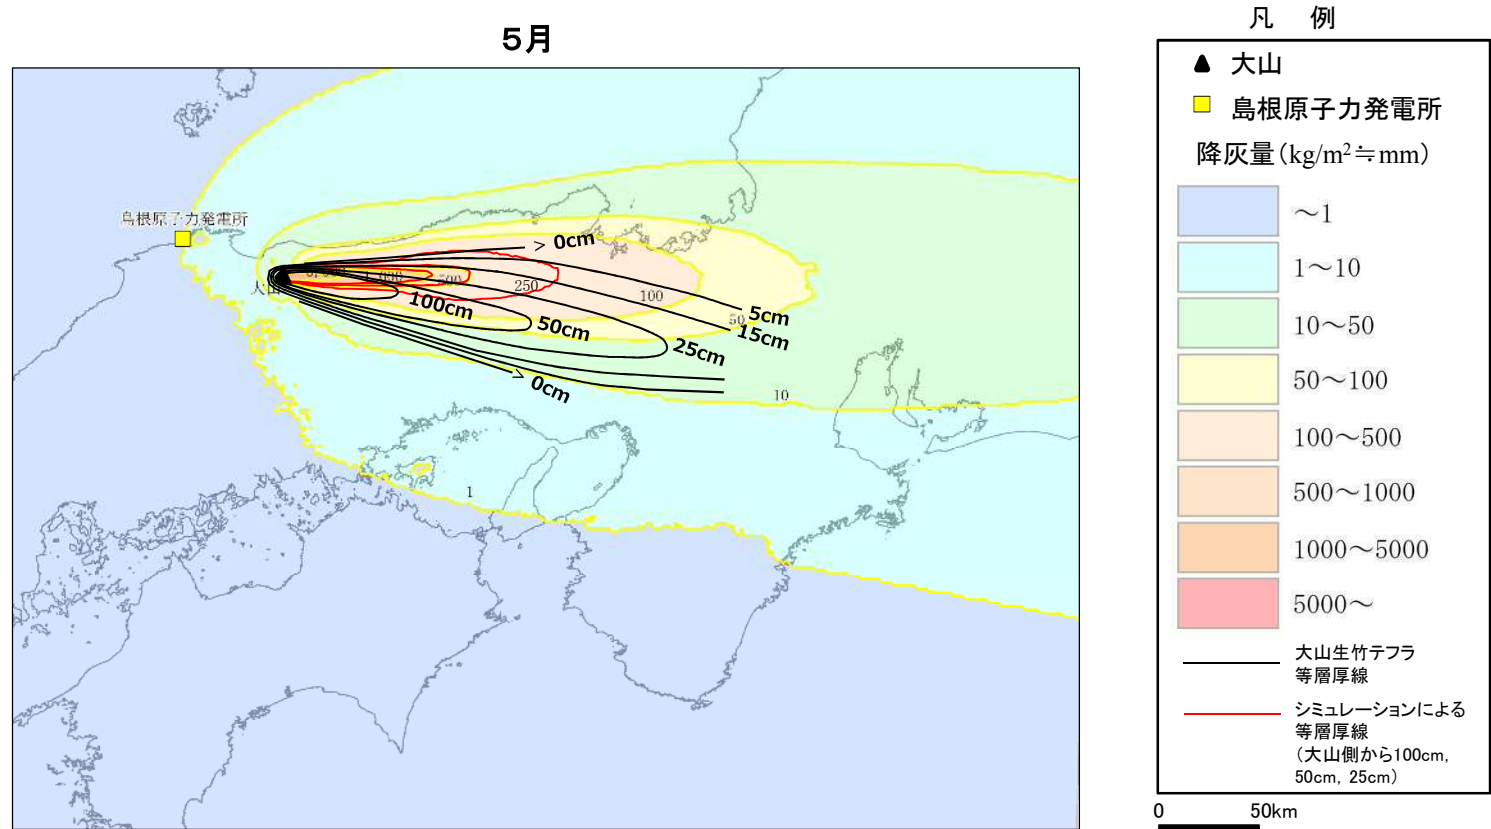 5月
島根原子力発電所
大山
> 0cm
500
250
100
50
100cm
50cm
25cm
5cm
15cm
> 0cm
10
1
凡 例
大山
島根原子力発電所
降灰量(kg/m²≒mm)
～1
1～10
10～50
50～100
100～500
500～1000
1000～5000
5000～
大山生竹テフラ
等層厚線
シミュレーションによる
等層厚線
(大山側から100cm,
50cm, 25cm)
0 50km